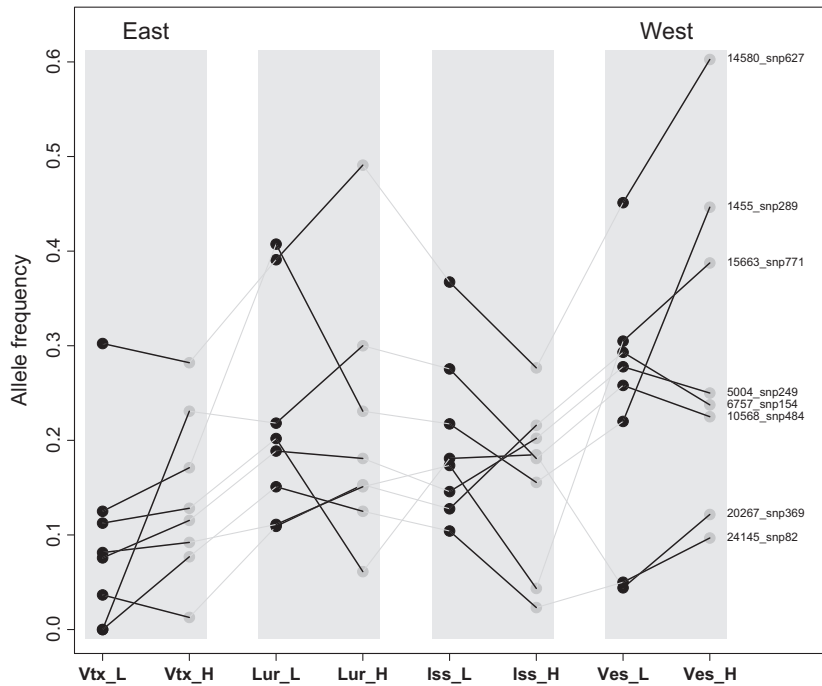 East West
0.6
0.5
0.4
0.3
0.2
0.1
0.0
Allele frequency
14580_snp627
1455_snp289
15663_snp771
5004_snp249
6757_snp154
10568_snp484
20267_snp369
24145_snp82
Vtx_L Vtx_H Lur_L Lur_H Iss_L Iss_H Ves_L Ves_H